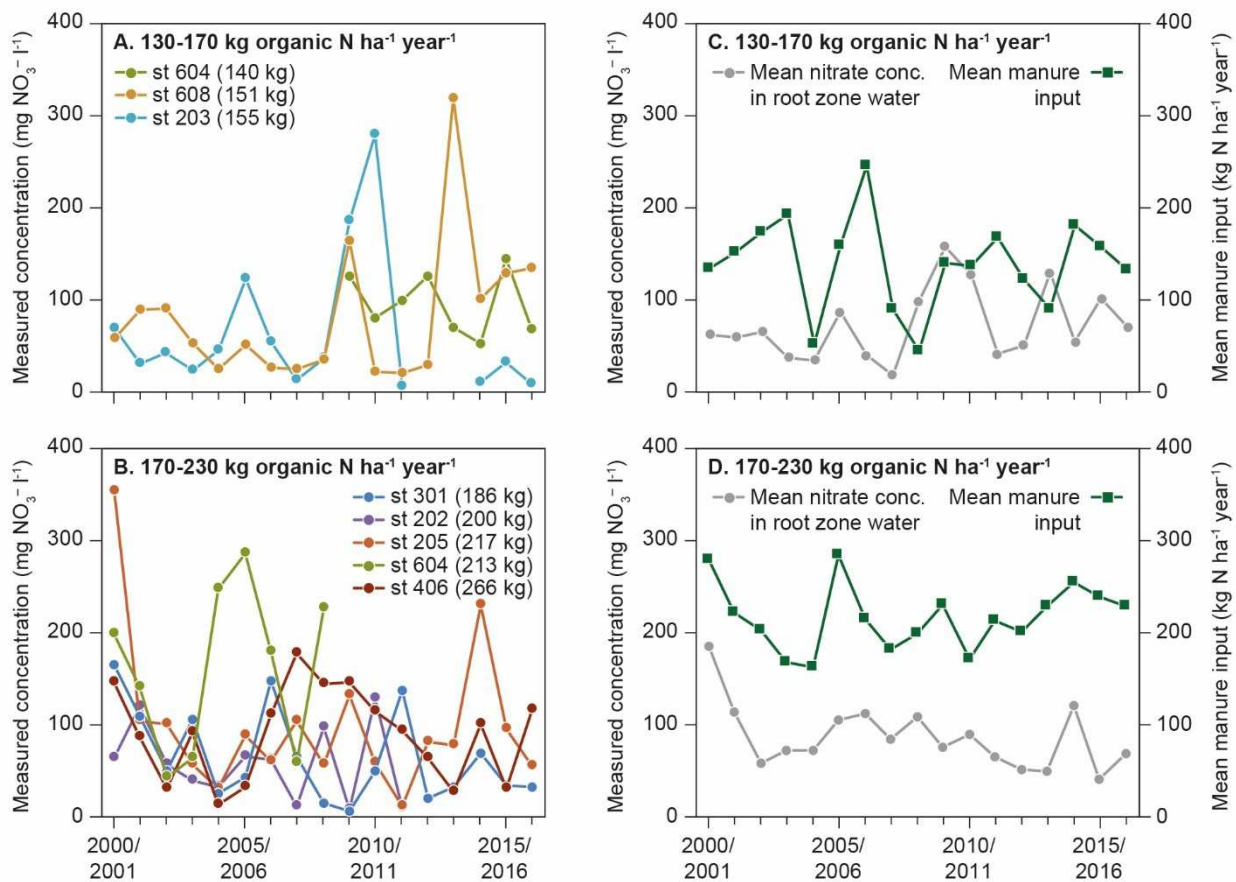 A. 130-170 kg organic N ha⁻¹ year⁻¹
st 604 (140 kg)
st 608 (151 kg)
st 203 (155 kg)
Measured concentration (mg NO₃⁻ l⁻¹)
400
300
200
100
0
C. 130-170 kg organic N ha⁻¹ year⁻¹
Mean nitrate conc.
in root zone water
Mean manure
input
Measured concentration (mg NO₃⁻ l⁻¹)
400
300
200
100
0
400
300
200
100
0
Mean manure input (kg N ha⁻¹ year¹)
B. 170-230 kg organic N ha⁻¹ year⁻¹
st 301 (186 kg)
st 202 (200 kg)
st 205 (217 kg)
st 604 (213 kg)
st 406 (266 kg)
Measured concentration (mg NO₃⁻ l⁻¹)
400
300
200
100
0
2000/
2001
2005/
2006
2010/
2011
2015/
2016
D. 170-230 kg organic N ha⁻¹ year⁻¹
Mean nitrate conc.
in root zone water
Mean manure
input
Measured concentration (mg NO₃⁻ l⁻¹)
400
300
200
100
0
400
300
200
100
0
Mean manure input (kg N ha⁻¹ year¹)
2000/
2001
2005/
2006
2010/
2011
2015/
2016